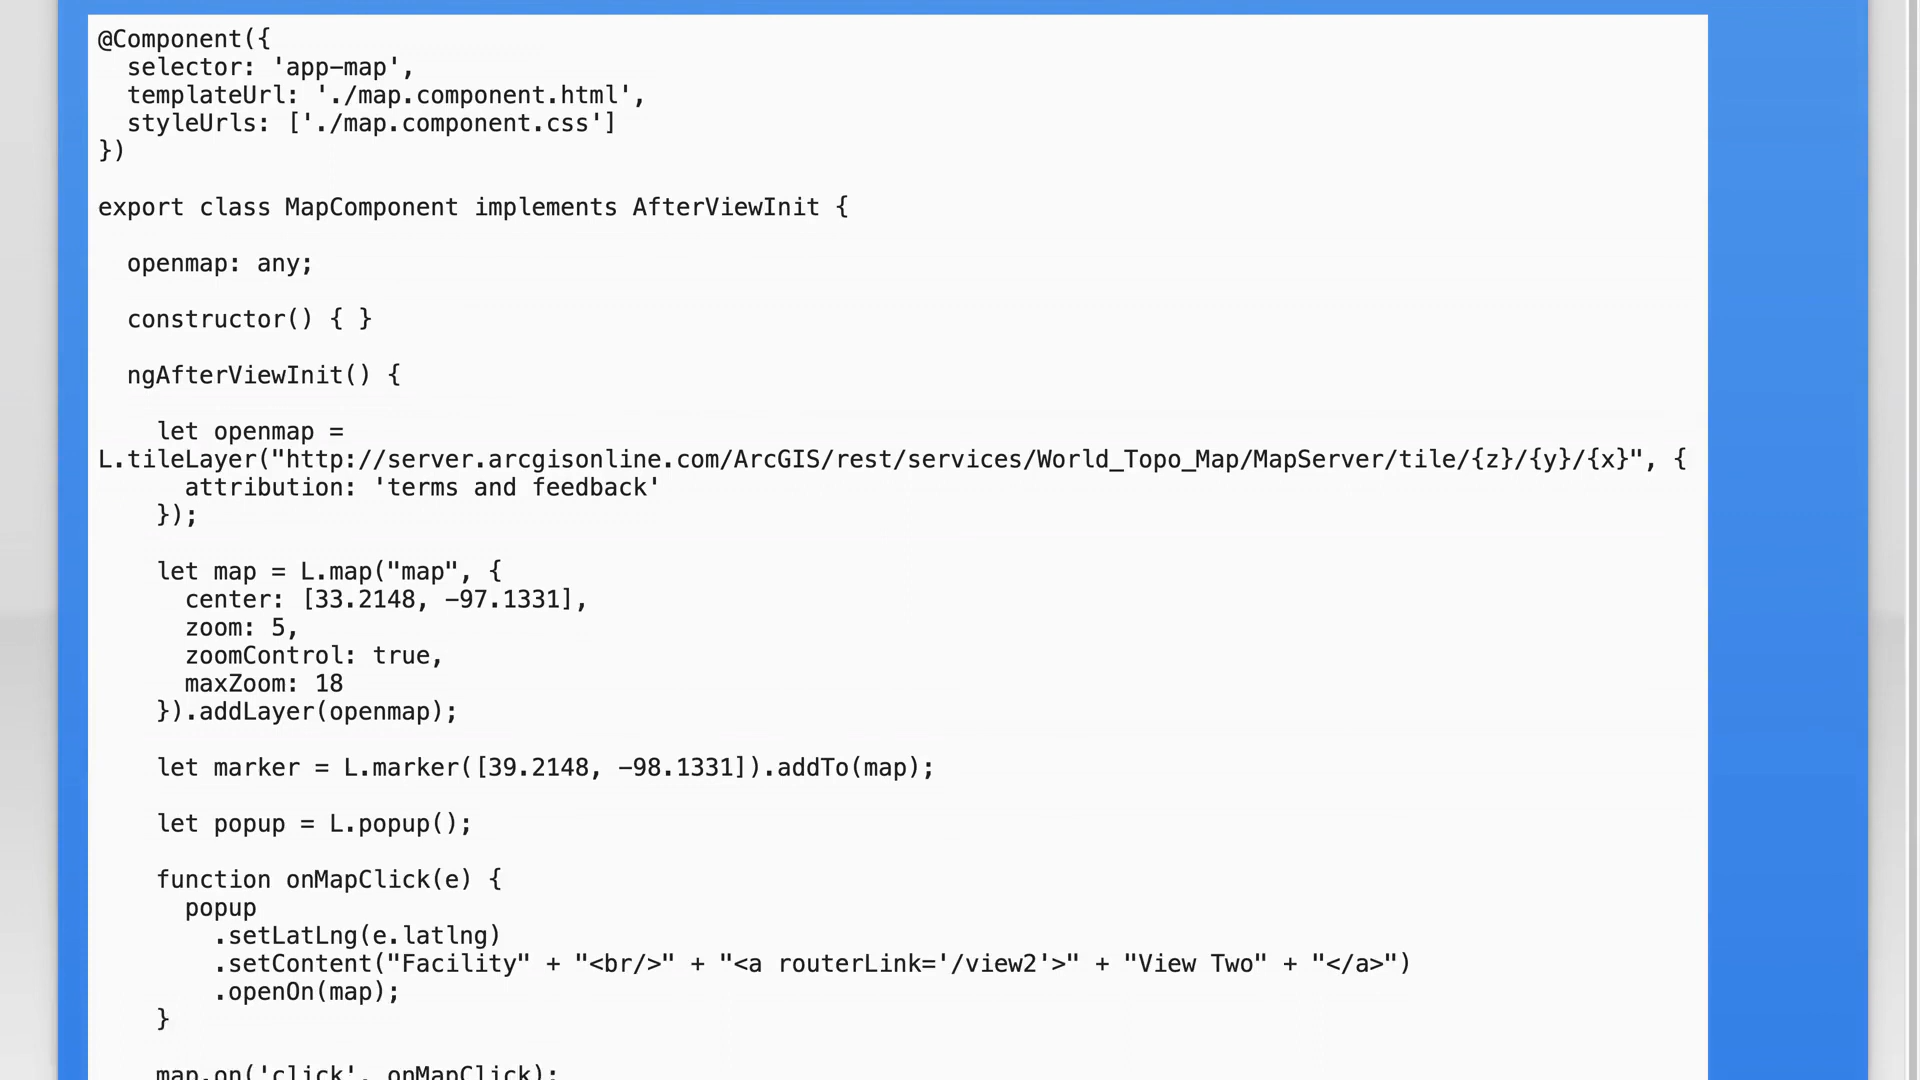 @Component({
  selector: 'app-map',
  templateUrl: './map.component.html',
  styleUrls: ['./map.component.css']
})
export class MapComponent implements AfterViewInit {
  openmap: any;
  constructor() { }
  ngAfterViewInit() {
    let openmap =
L.tileLayer("http://server.arcgisonline.com/ArcGIS/rest/services/World_Topo_Map/MapServer/tile/{z}/{y}/{x}", {
      attribution: 'terms and feedback'
    });
    let map = L.map("map", {
      center: [33.2148, -97.1331],
      zoom: 5,
      zoomControl: true,
      maxZoom: 18
    }).addLayer(openmap);
    let marker = L.marker([39.2148, -98.1331]).addTo(map);
    let popup = L.popup();
    function onMapClick(e) {
      popup
        .setLatLng(e.latlng)
        .setContent("Facility" + "<br/>" + "<a routerLink='/view2'>" + "View Two" + "</a>")
        .openOn(map);
    }
    map.on('click', onMapClick);